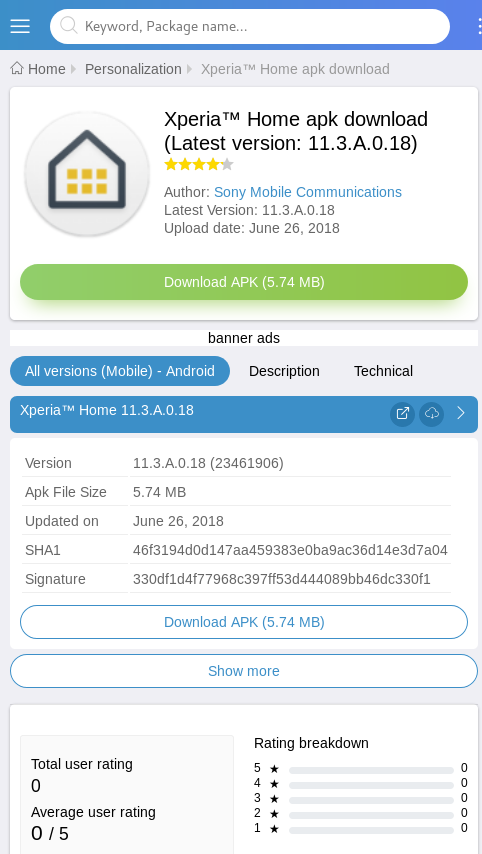 Keyword, Package name...
Home Personalization Xperia™ Home apk download
Xperia™ Home apk download
(Latest version: 11.3.A.0.18)
Author: Sony Mobile Communications
Latest Version: 11.3.A.0.18
Upload date: June 26, 2018
Download APK (5.74 MB)
banner ads
All versions (Mobile) - Android Description Technical
Xperia™ Home 11.3.A.0.18
Version 11.3.A.0.18 (23461906)
Apk File Size 5.74 MB
Updated on June 26, 2018
SHA1 46f3194d0d147aa459383e0ba9ac36d14e3d7a04
Signature 330df1d4f77968c397ff53d444089bb46dc330f1
Download APK (5.74 MB)
Show more
Total user rating
0
Average user rating
0 / 5
Rating breakdown
5 ★ 0
4 ★ 0
3 ★ 0
2 ★ 0
1 ★ 0